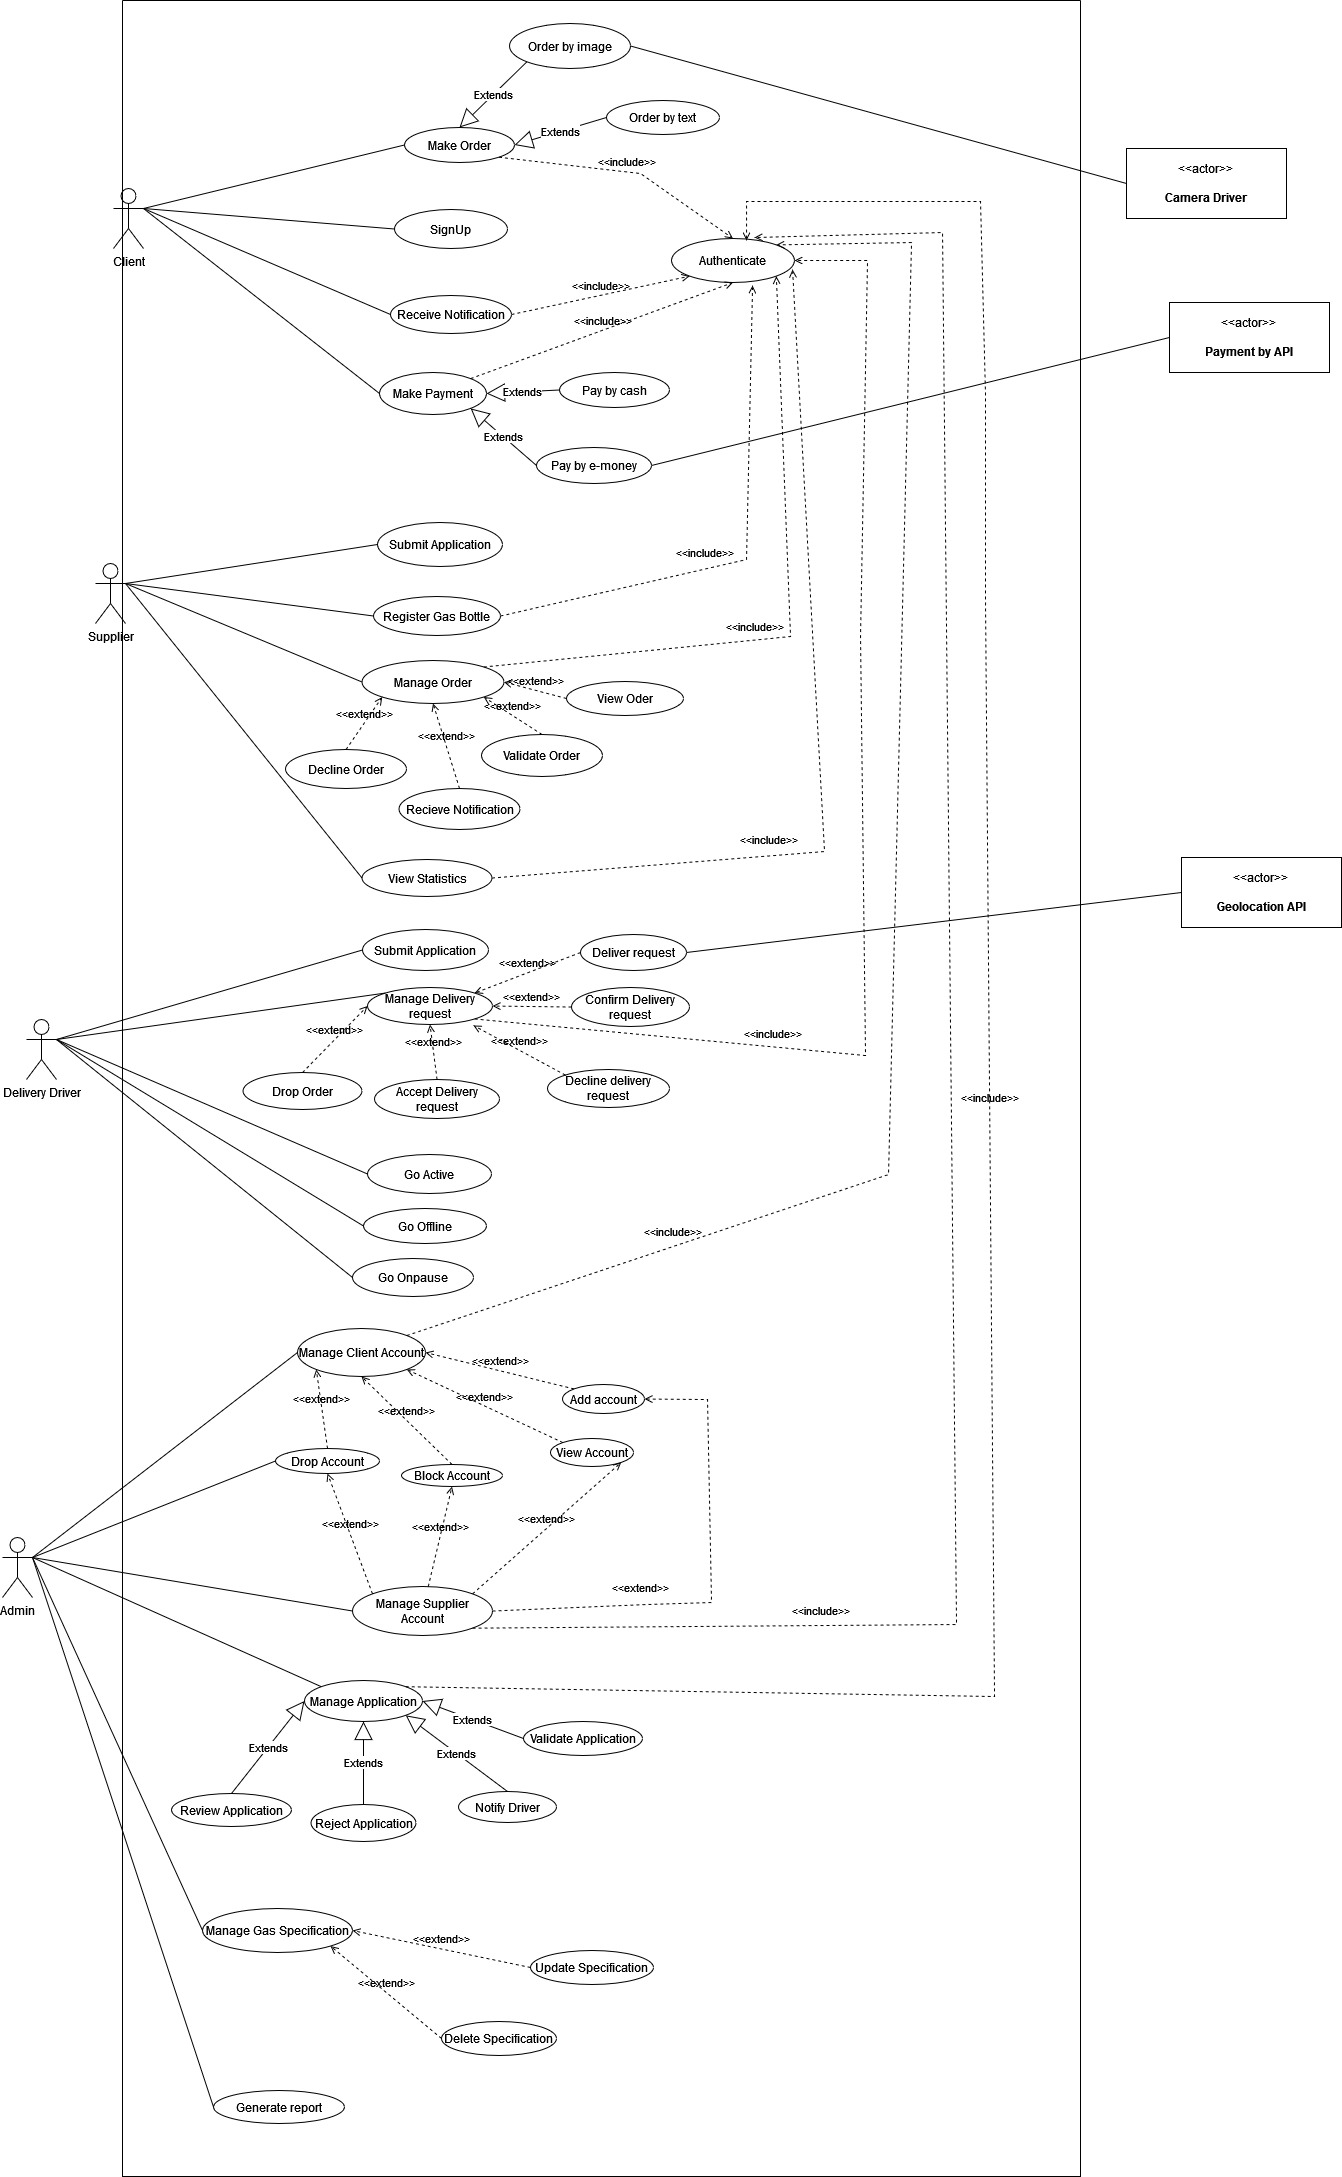 Order by image
Extends
Order by text
Extends
Make Order
<<include>>
<<actor>>
Camera Driver
SignUp
Client
Authenticate
<<include>>
Receive Notification
<<include>>
<<actor>>
Payment by API
Make Payment
Extends
Pay by cash
Extends
Pay by e-money
Submit Application
<<include>>
Register Gas Bottle
Supplier
<<include>>
Manage Order
<<extend>>
View Oder
<<extend>>
<<extend>>
<<extend>>
Validate Order
Decline Order
Recieve Notification
<<include>>
View Statistics
<<actor>>
Geolocation API
Submit Application
Deliver request
<<extend>>
Manage Delivery
request
<<extend>>
Confirm Delivery
request
<<extend>>
<<include>>
<<extend>>
<<extend>>
Delivery Driver
Drop Order
Accept Delivery
request
Decline delivery
request
<<include>>
Go Active
Go Offline
<<include>>
Go Onpause
Manage Client Account
<<extend>>
<<extend>>
<<extend>>
<<extend>>
Add account
View Account
Drop Account
Block Account
<<extend>>
<<extend>>
<<extend>>
<<extend>>
Manage Supplier
Account
<<include>>
Admin
Manage Application
Extends
Validate Application
Extends
Extends
Extends
Review Application
Reject Application
Notify Driver
Manage Gas Specification
<<extend>>
Update Specification
<<extend>>
Delete Specification
Generate report